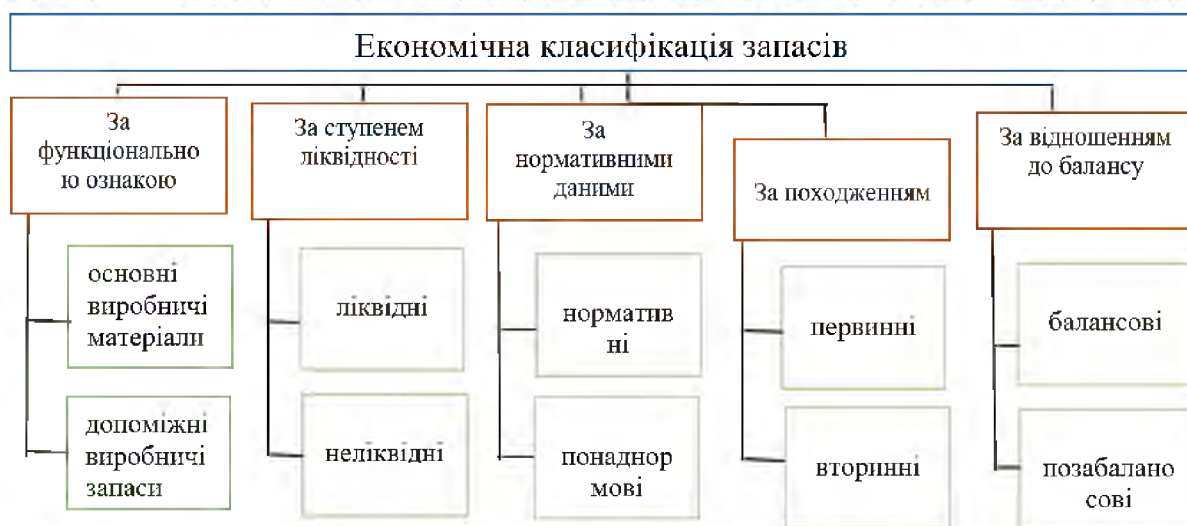 Економічна класифікація запасів
За
функціонально
ю ознакою
За ступенем
ліквідності
За
нормативними
даними
За походженням
За відношенням
до балансу
основні
виробничі
матеріали
допоміжні
виробничі
запаси
ліквідні
неліквідні
норматив
ні
понаднор
мові
первинні
вторинні
балансові
позабалано
сові